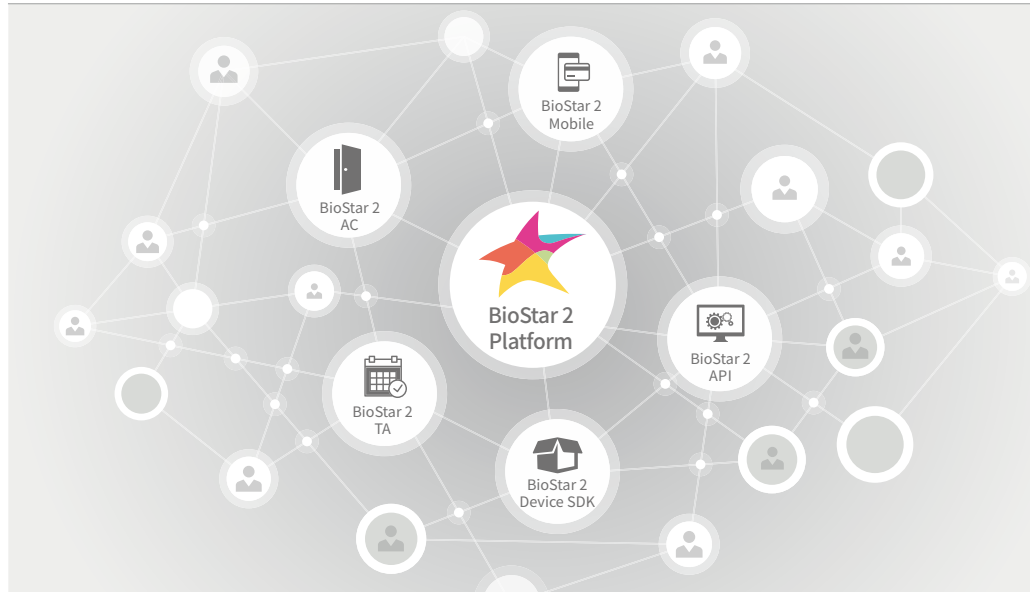 BioStar 2
Mobile
BioStar 2
AC
BioStar 2
Platform
BioStar 2
API
BioStar 2
TA
BioStar 2
Device SDK